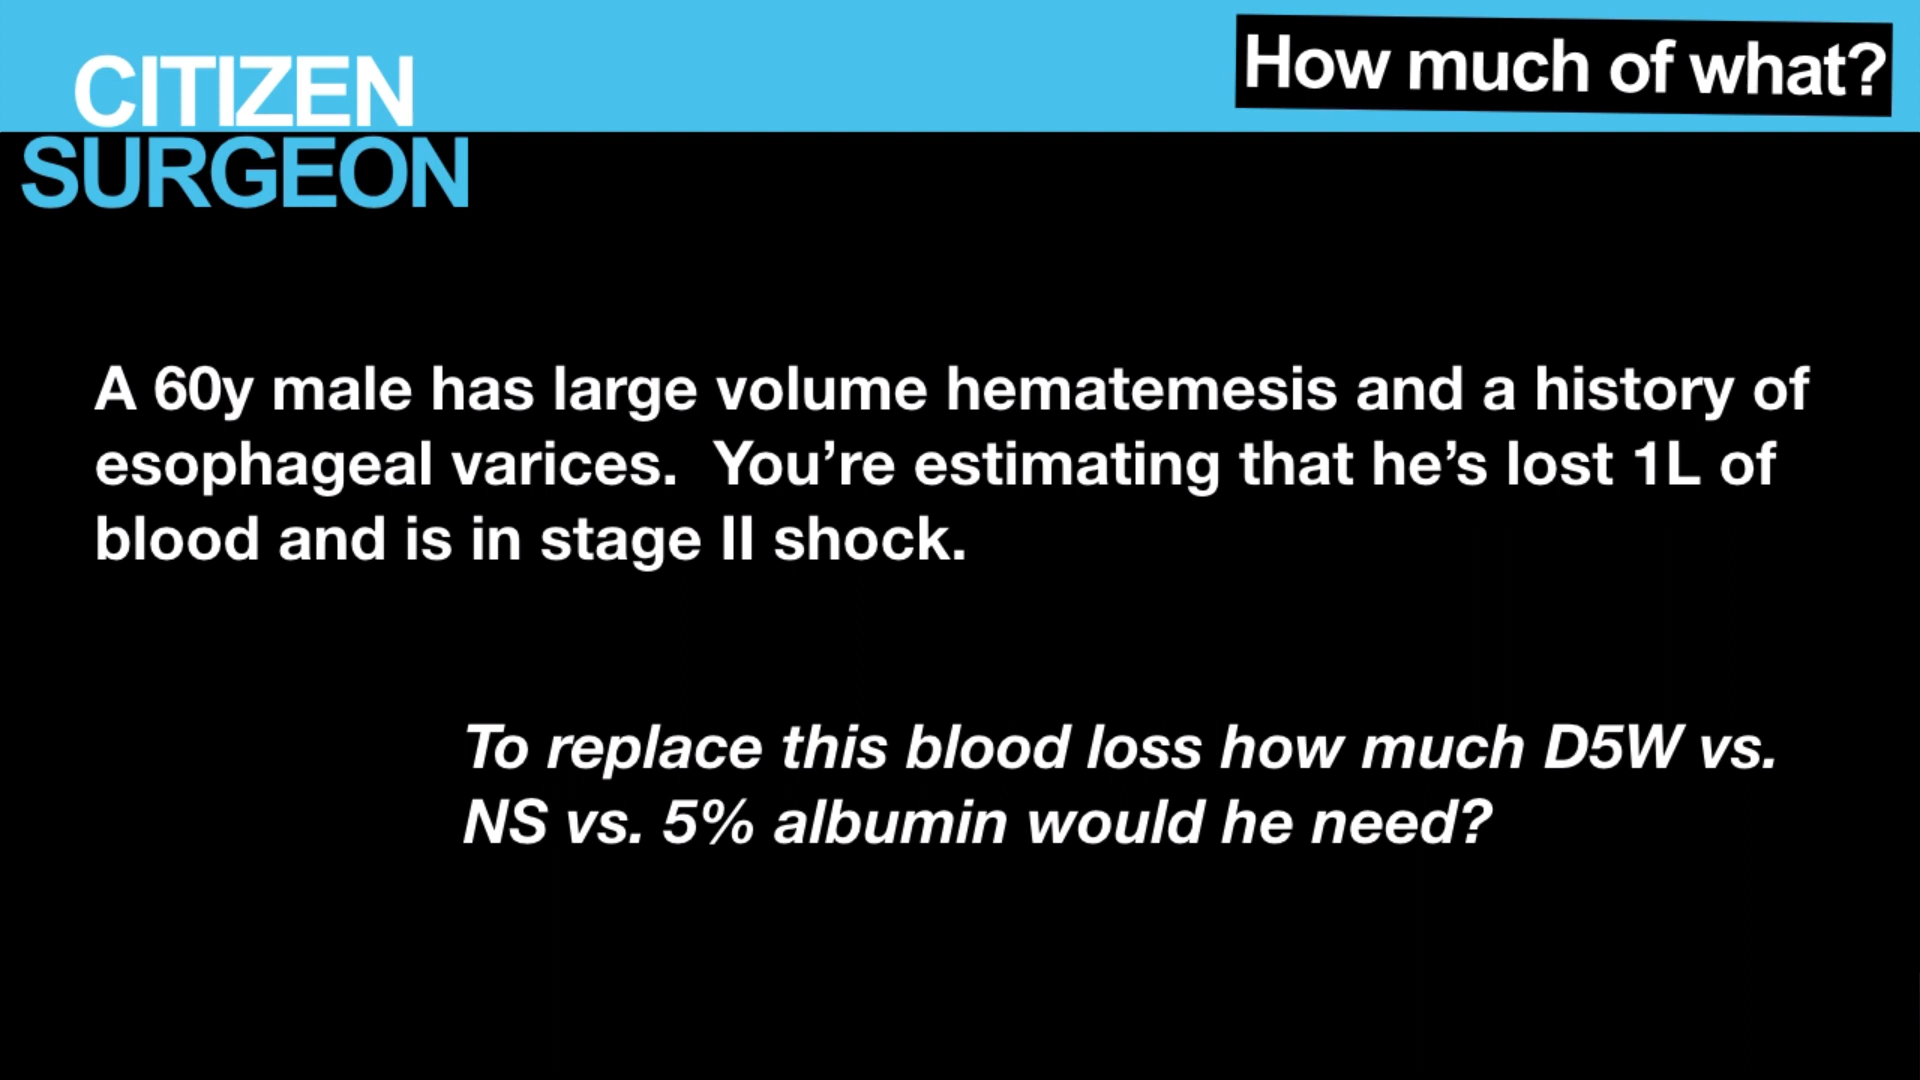 CITIZEN
SURGEON
How much of what?
A 60y male has large volume hematemesis and a history of
esophageal varices.  You’re estimating that he’s lost 1L of
blood and is in stage II shock.
To replace this blood loss how much D5W vs.
NS vs. 5% albumin would he need?